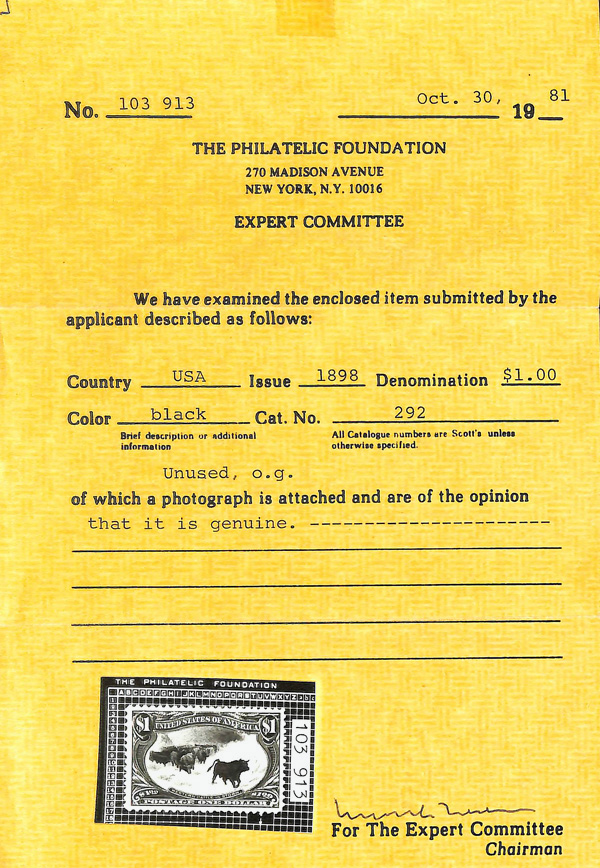 No. 103 913
Oct. 30, 19 81
THE PHILATELIC FOUNDATION
270 MADISON AVENUE
NEW YORK, N.Y. 10016
EXPERT COMMITTEE
We have examined the enclosed item submitted by the
applicant described as follows:
Country USA Issue 1898 Denomination $1.00
Color black Cat. No. 292
Brief description or additional
information
All Catalogue numbers are Scott's unless
otherwise specified.
Unused, o.g.
of which a photograph is attached and are of the opinion
that it is genuine. ----------------------
THE PHILATELIC FOUNDATION
ABCDEFGHIJKLMNOPQRSTUVWXYZ
$1 UNITED STATES OF AMERICA $1
POSTAGE ONE DOLLAR
103 913
For The Expert Committee
Chairman